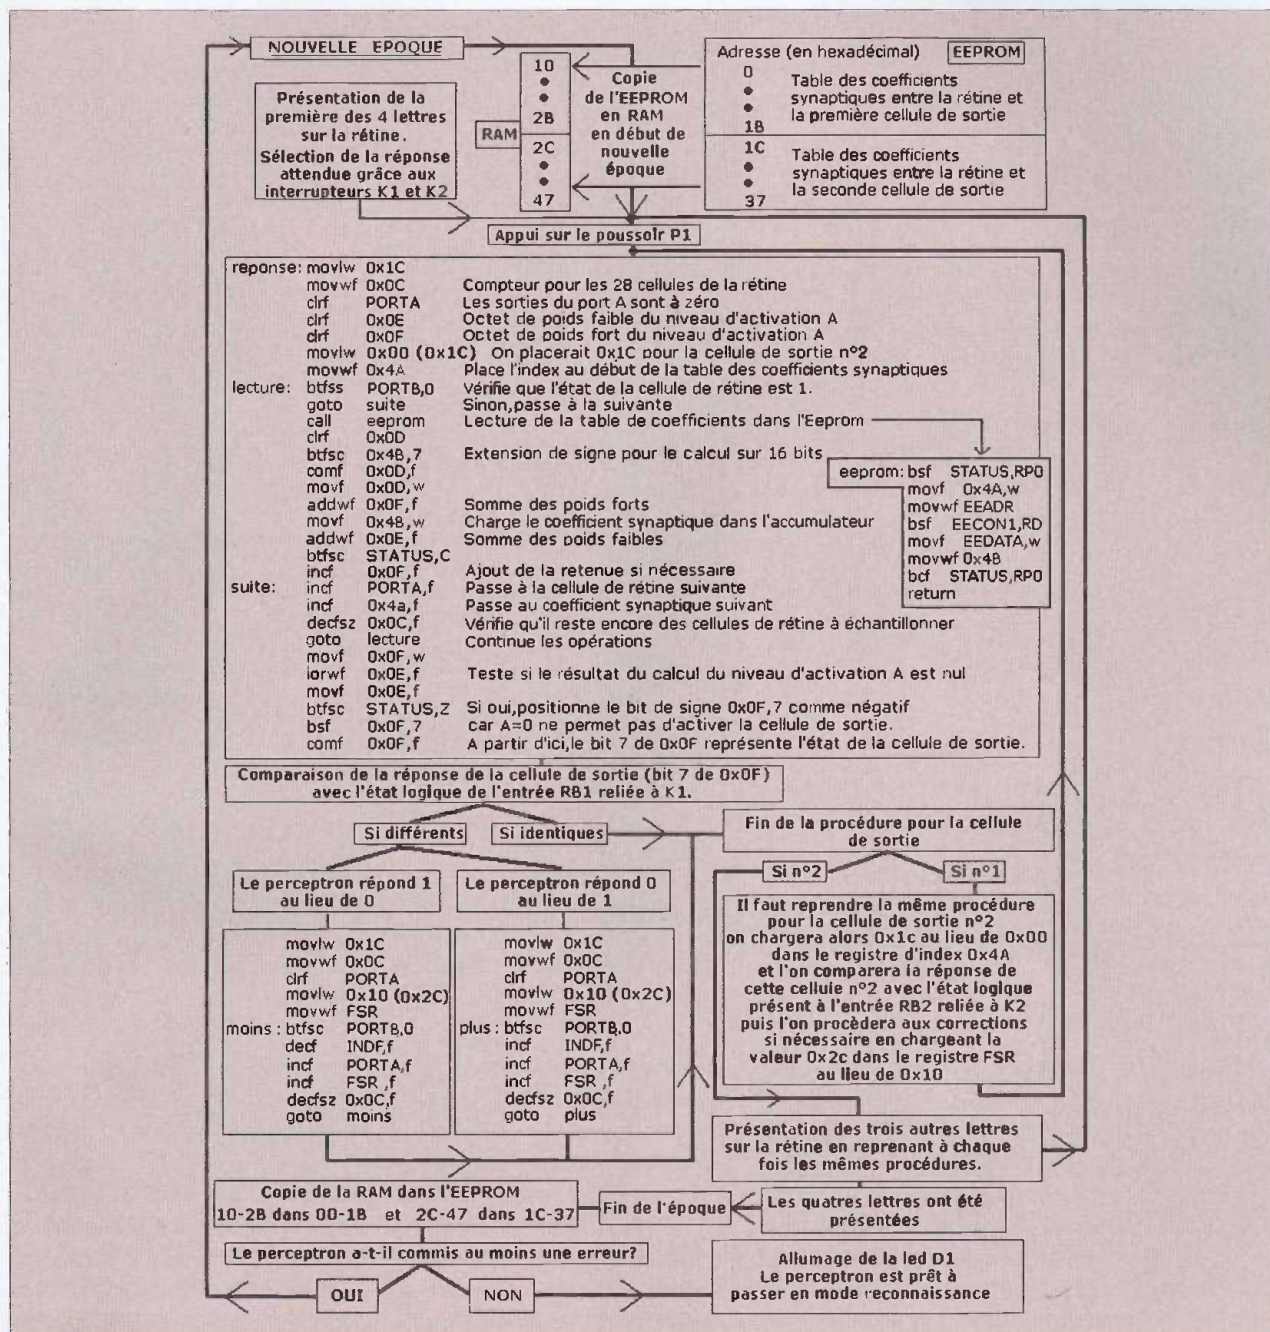 NOUVELLE EPOQUE
Présentation de la
première des 4 lettres
sur la rétine.
Sélection de la réponse
attendue grâce aux
interrupteurs K1 et K2
RAM
10
2B
2C
47
Copie
de l'EEPROM
en RAM
en début de
nouvelle
époque
Adresse (en hexadécimal) EEPROM
0
1B
Table des coefficients
synaptiques entre la rétine et
la première cellule de sortie
1C
37
Table des coefficients
synaptiques entre la rétine et
la seconde cellule de sortie
Appui sur le poussoir P1
reponse: movlw 0x1C
movwf 0x0C Compteur pour les 28 cellules de la rétine
clrf PORTA Les sorties du port A sont à zéro
clrf 0x0E Octet de poids faible du niveau d'activation A
clrf 0x0F Octet de poids fort du niveau d'activation A
movlw 0x00 (0x1C) On placerait 0x1C pour la cellule de sortie n°2
movwf 0x4A Place l'index au début de la table des coefficients synaptiques
lecture: btfss PORTB,0 Vérifie que l'état de la cellule de rétine est 1.
goto suite Sinon,passe à la suivante
call eeprom Lecture de la table de coefficients dans l'Eeprom
clrf 0x0D
btfsc 0x4B,7 Extension de signe pour le calcul sur 16 bits
comf 0x0D,f
movf 0x0D,w
addwf 0x0F,f Somme des poids forts
movf 0x4B,w Charge le coefficient synaptique dans l'accumulateur
addwf 0x0E,f Somme des poids faibles
btfsc STATUS,C
incf 0x0F,f Ajout de la retenue si nécessaire
suite: incf PORTA,f Passe à la cellule de rétine suivante
incf 0x4a,f Passe au coefficient synaptique suivant
decfsz 0x0C,f Vérifie qu'il reste encore des cellules de rétine à échantillonner
goto lecture Continue les opérations
movf 0x0F,w
iorwf 0x0E,f Teste si le résultat du calcul du niveau d'activation A est nul
movf 0x0E,f
btfsc STATUS,Z Si oui,positionne le bit de signe 0x0F,7 comme négatif
bsf 0x0F,7 car A=0 ne permet pas d'activer la cellule de sortie.
comf 0x0F,f A partir d'ici,le bit 7 de 0x0F représente l'état de la cellule de sortie.
eeprom: bsf STATUS,RP0
movf 0x4A,w
movwf EEADR
bsf EECON1,RD
movf EEDATA,w
movwf 0x4B
bcf STATUS,RP0
return
Comparaison de la réponse de la cellule de sortie (bit 7 de 0x0F)
avec l'état logique de l'entrée RB1 reliée à K1.
Si différents
Si identiques
Le perceptron répond 1
au lieu de 0
Le perceptron répond 0
au lieu de 1
movlw 0x1C
movwf 0x0C
clrf PORTA
movlw 0x10 (0x2C)
movwf FSR
moins : btfsc PORTB,0
decf INDF,f
incf PORTA,f
incf FSR ,f
decfsz 0x0C,f
goto moins
movlw 0x1C
movwf 0x0C
clrf PORTA
movlw 0x10 (0x2C)
movwf FSR
plus : btfsc PORTB,0
incf INDF,f
incf PORTA,f
incf FSR ,f
decfsz 0x0C,f
goto plus
Fin de la procédure pour la cellule
de sortie
Si n°2
Si n°1
Il faut reprendre la même procédure
pour la cellule de sortie n°2
on chargera alors 0x1c au lieu de 0x00
dans le registre d'index 0x4A
et l'on comparera la réponse de
cette cellule n°2 avec l'état logique
présent à l'entrée RB2 reliée à K2
puis l'on procèdera aux corrections
si nécessaire en chargeant la
valeur 0x2c dans le registre FSR
au lieu de 0x10
Présentation des trois autres lettres
sur la rétine en reprenant à chaque
fois les mêmes procédures.
Les quatres lettres ont été
présentées
Fin de l'époque
Copie de la RAM dans l'EEPROM
10-2B dans 00-1B et 2C-47 dans 1C-37
Le perceptron a-t-il commis au moins une erreur?
OUI
NON
Allumage de la led D1
Le perceptron est prêt à
passer en mode reconnaissance